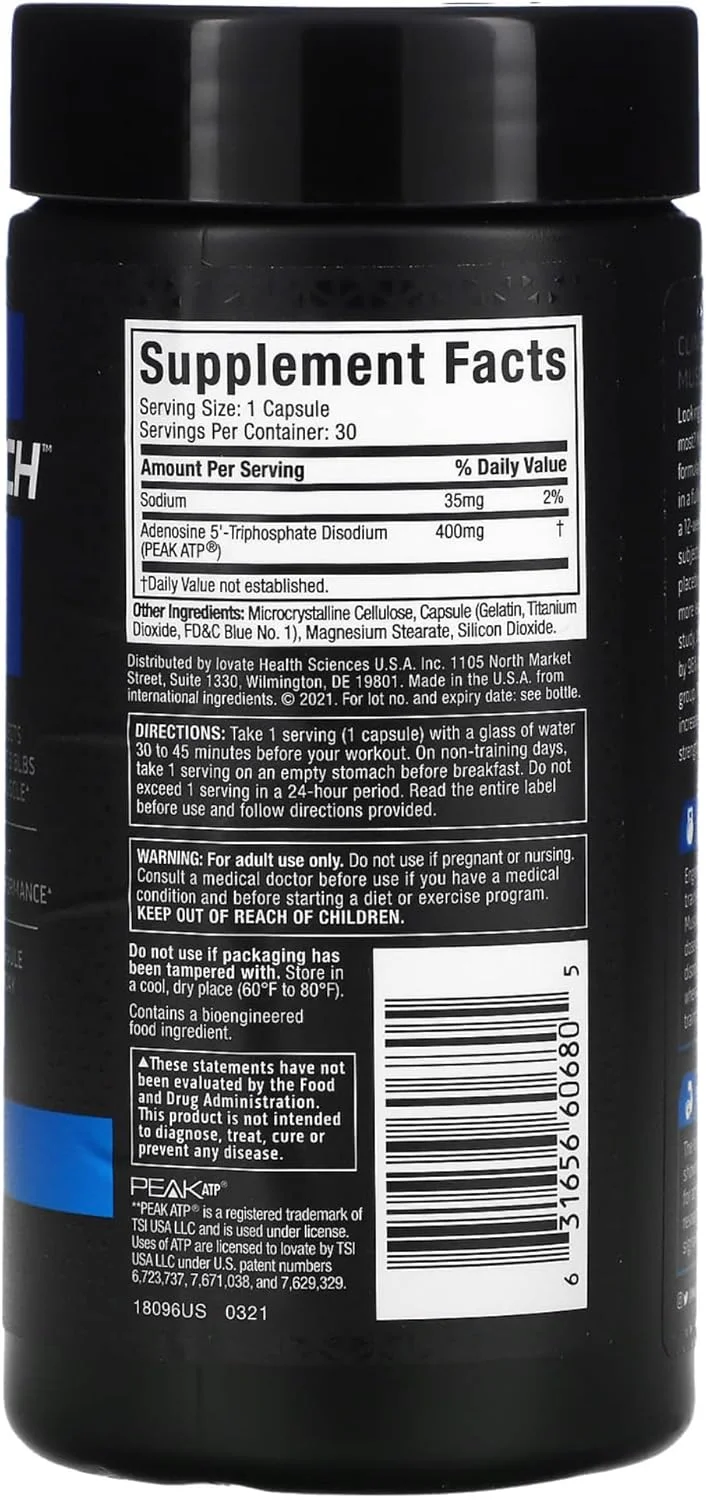 CH™
Supplement Facts
Serving Size: 1 Capsule
Servings Per Container: 30
Amount Per Serving % Daily Value
Sodium 35mg 2%
Adenosine 5'-Triphosphate Disodium 400mg †
(PEAK ATP®)
†Daily Value not established.
Other Ingredients: Microcrystalline Cellulose, Capsule (Gelatin, Titanium
Dioxide, FD&C Blue No. 1), Magnesium Stearate, Silicon Dioxide.
Distributed by Iovate Health Sciences U.S.A. Inc. 1105 North Market
Street, Suite 1330, Wilmington, DE 19801. Made in the U.S.A. from
international ingredients. © 2021. For lot no. and expiry date: see bottle.
DIRECTIONS: Take 1 serving (1 capsule) with a glass of water
30 to 45 minutes before your workout. On non-training days,
take 1 serving on an empty stomach before breakfast. Do not
exceed 1 serving in a 24-hour period. Read the entire label
before use and follow directions provided.
WARNING: For adult use only. Do not use if pregnant or nursing.
Consult a medical doctor before use if you have a medical
condition and before starting a diet or exercise program.
KEEP OUT OF REACH OF CHILDREN.
Do not use if packaging has
been tampered with. Store in
a cool, dry place (60°F to 80°F).
Contains a bioengineered
food ingredient.
▲These statements have not
been evaluated by the Food
and Drug Administration.
This product is not intended
to diagnose, treat, cure or
prevent any disease.
PEAK ATP®
**PEAK ATP® is a registered trademark of
TSI USA LLC and is used under license.
Uses of ATP are licensed to Iovate by TSI
USA LLC under U.S. patent numbers
6,723,737, 7,671,038, and 7,629,329.
18096US 0321
6 31656 60680 5